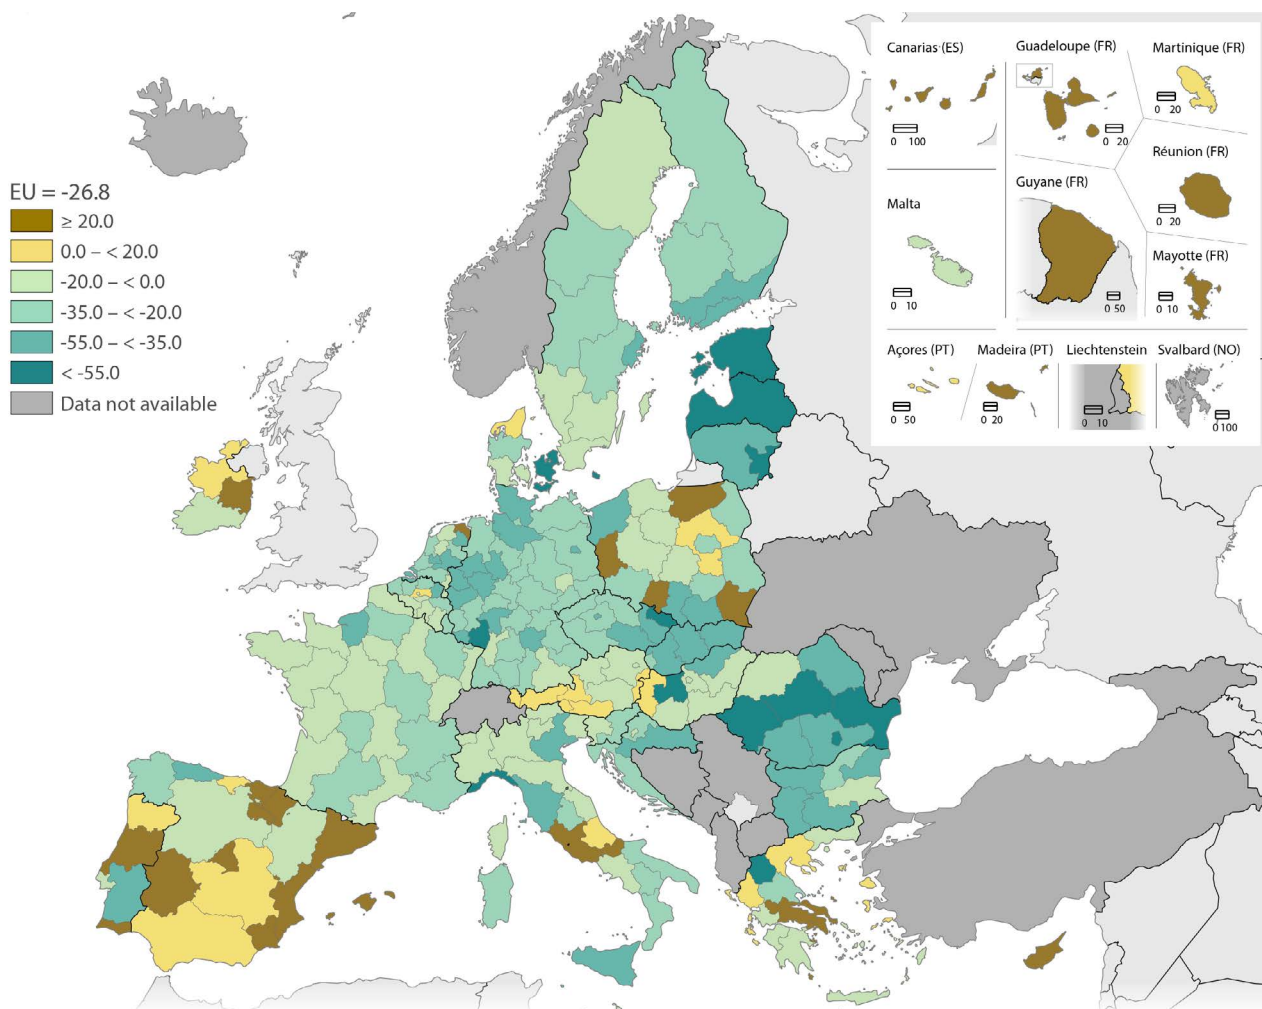 EU = -26.8
≥ 20.0
0.0 – < 20.0
-20.0 – < 0.0
-35.0 – < -20.0
-55.0 – < -35.0
< -55.0
Data not available
Canarias (ES)
0 100
Guadeloupe (FR)
0 20
Martinique (FR)
0 20
Réunion (FR)
0 20
Malta
0 10
Guyane (FR)
0 50
Mayotte (FR)
0 10
Açores (PT)
0 50
Madeira (PT)
0 20
Liechtenstein
0 10
Svalbard (NO)
0 100